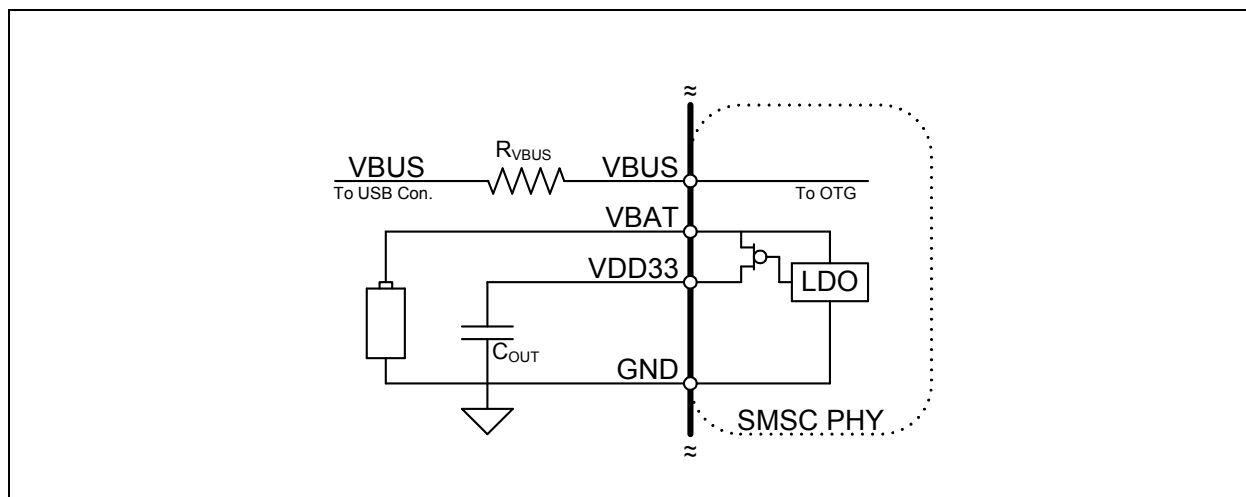 R_VBUS
VBUS VBUS
To USB Con. To OTG
VBAT
VDD33
LDO
C_OUT
GND
SMSC PHY